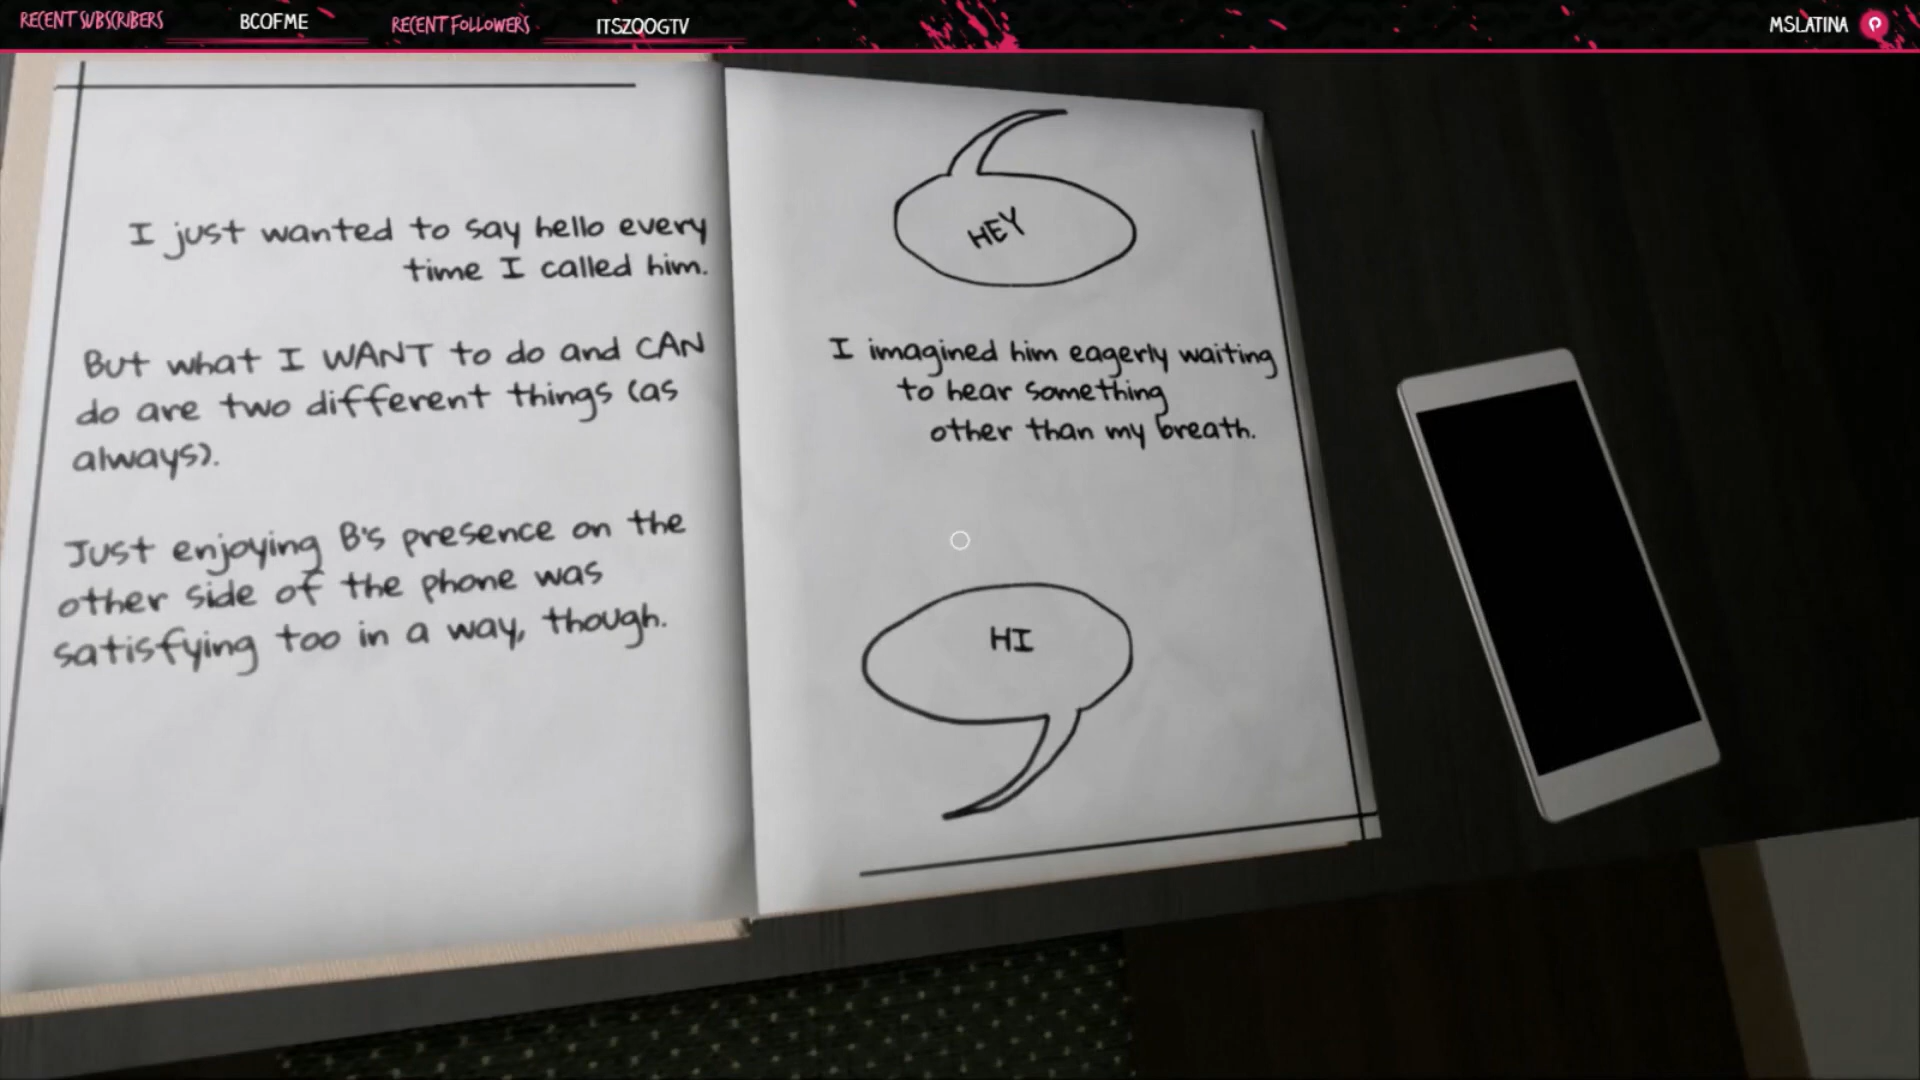 RECENT SUBSCRIBERS
BCOFME
RECENT FOLLOWERS
ITSZOOGTV
MSLATINA
I just wanted to say hello every
time I called him.
But what I WANT to do and CAN
do are two different things (as
always).
Just enjoying B's presence on the
other side of the phone was
satisfying too in a way, though.
HEY
I imagined him eagerly waiting
to hear something
other than my breath.
HI